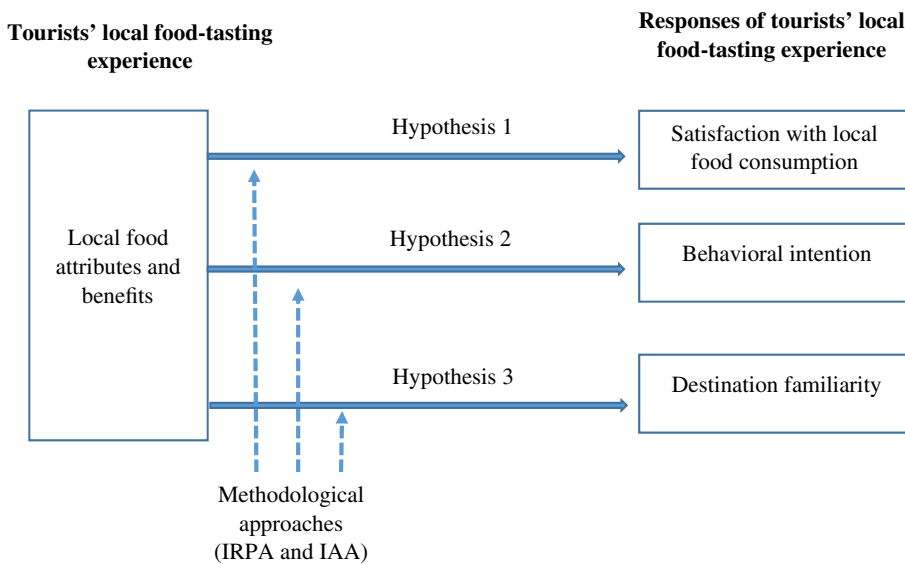 Tourists’ local food-tasting
experience
Responses of tourists’ local
food-tasting experience
Local food
attributes and
benefits
Hypothesis 1
Satisfaction with local
food consumption
Hypothesis 2
Behavioral intention
Hypothesis 3
Destination familiarity
Methodological
approaches
(IRPA and IAA)